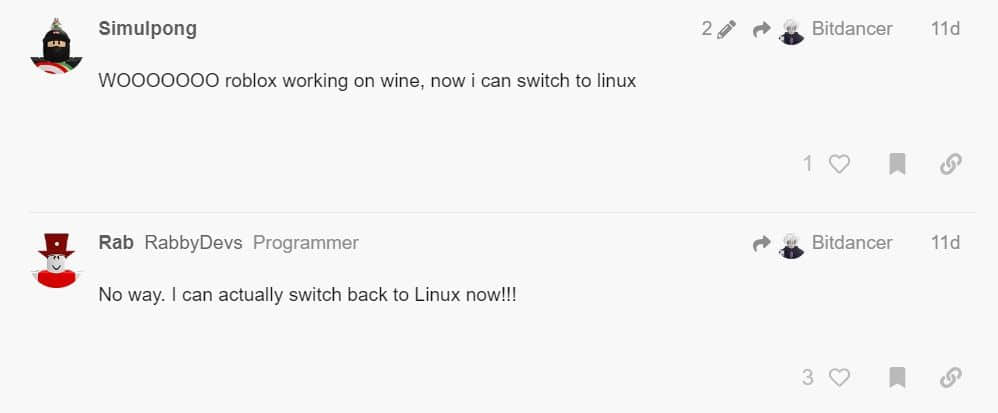 Simulpong 2 Bitdancer 11d
WOOOOOOO roblox working on wine, now i can switch to linux
1
Rab RabbyDevs Programmer Bitdancer 11d
No way. I can actually switch back to Linux now!!!
3